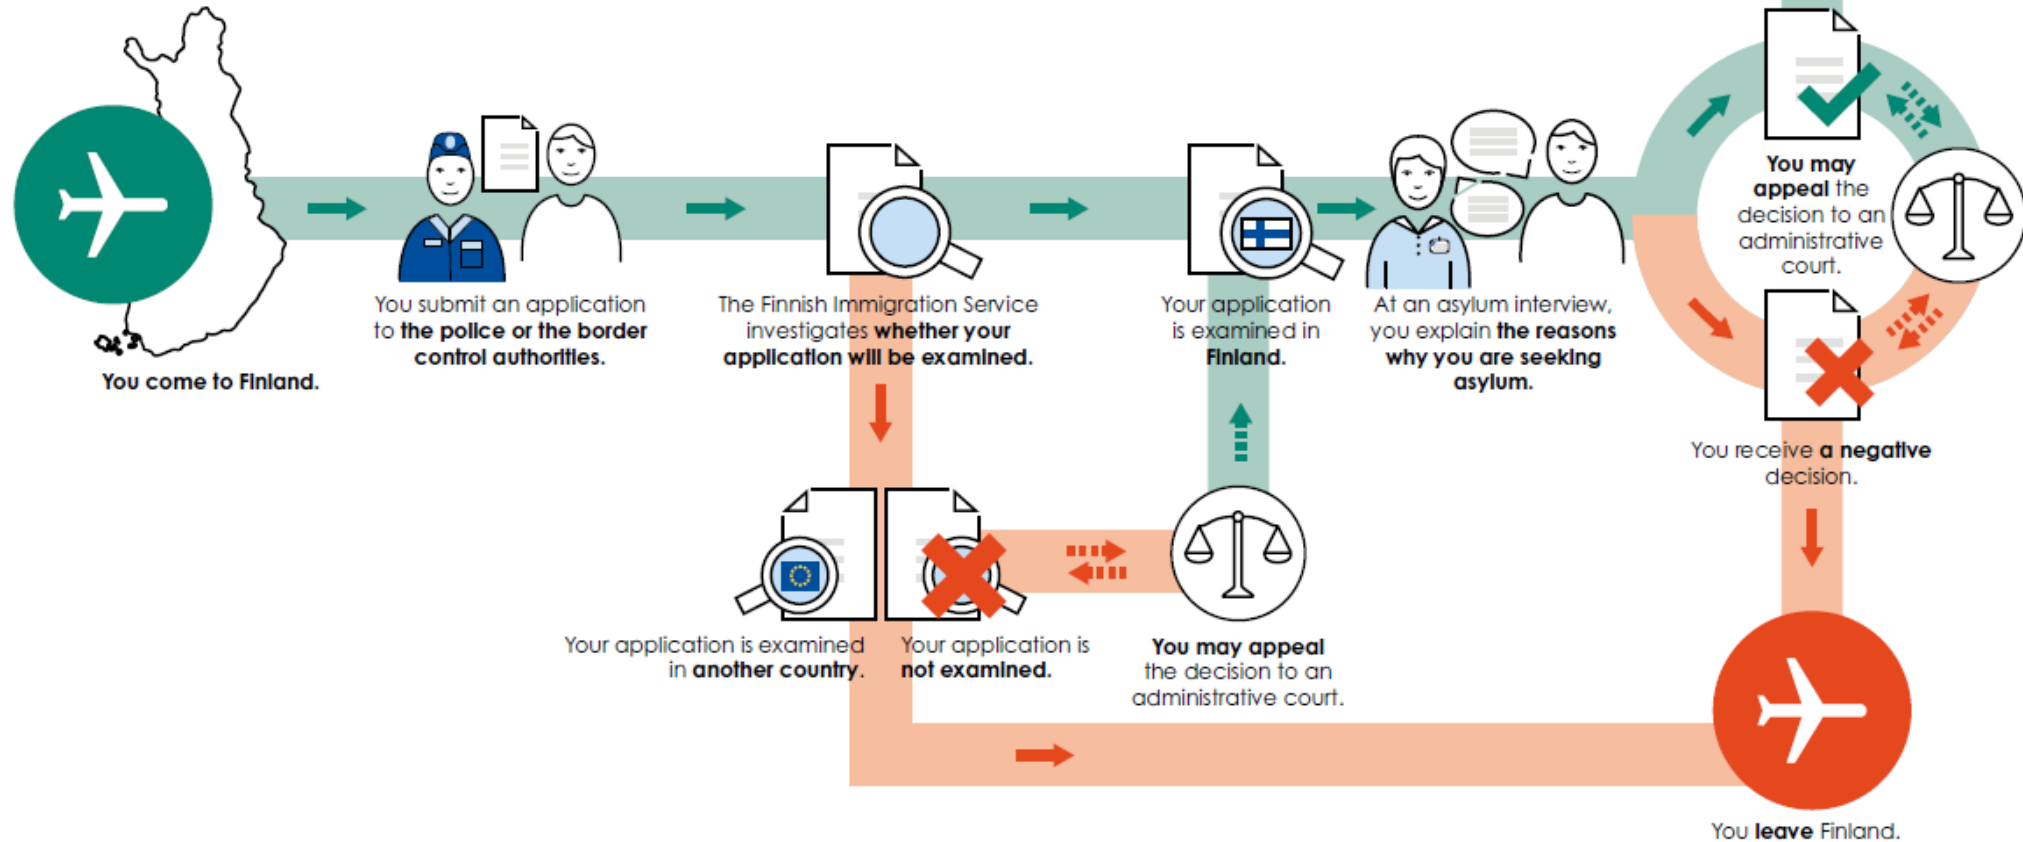 You come to Finland.
You submit an application
to the police or the border
control authorities.
The Finnish Immigration Service
investigates whether your
application will be examined.
Your application
is examined in
Finland.
At an asylum interview,
you explain the reasons
why you are seeking
asylum.
You may
appeal the
decision to an
administrative
court.
You receive a negative
decision.
Your application is examined
in another country.
Your application is
not examined.
You may appeal
the decision to an
administrative court.
You leave Finland.